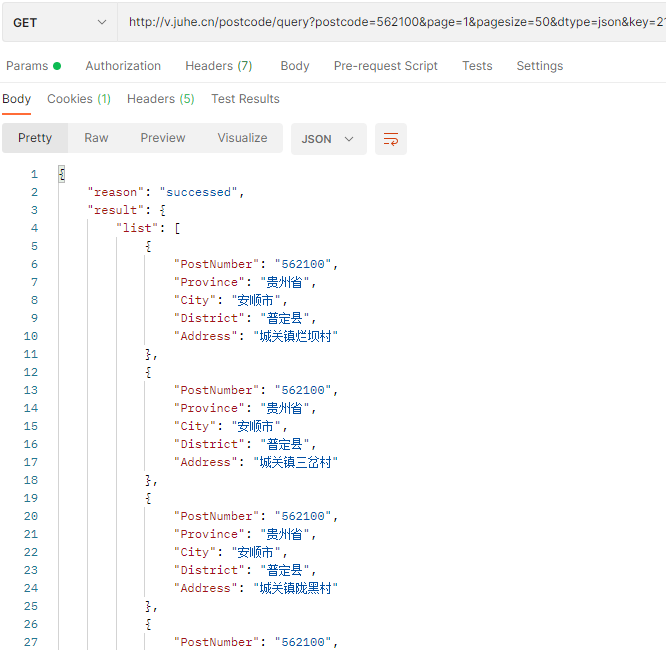 GET http://v.juhe.cn/postcode/query?postcode=562100&page=1&pagesize=50&dtype=json&key=21
Params Authorization Headers (7) Body Pre-request Script Tests Settings
Body Cookies (1) Headers (5) Test Results
Pretty Raw Preview Visualize JSON
1 {
2 "reason": "successed",
3 "result": {
4 "list": [
5 {
6 "PostNumber": "562100",
7 "Province": "贵州省",
8 "City": "安顺市",
9 "District": "普定县",
10 "Address": "城关镇烂坝村"
11 },
12 {
13 "PostNumber": "562100",
14 "Province": "贵州省",
15 "City": "安顺市",
16 "District": "普定县",
17 "Address": "城关镇三岔村"
18 },
19 {
20 "PostNumber": "562100",
21 "Province": "贵州省",
22 "City": "安顺市",
23 "District": "普定县",
24 "Address": "城关镇陇黑村"
25 },
26 {
27 "PostNumber": "562100",